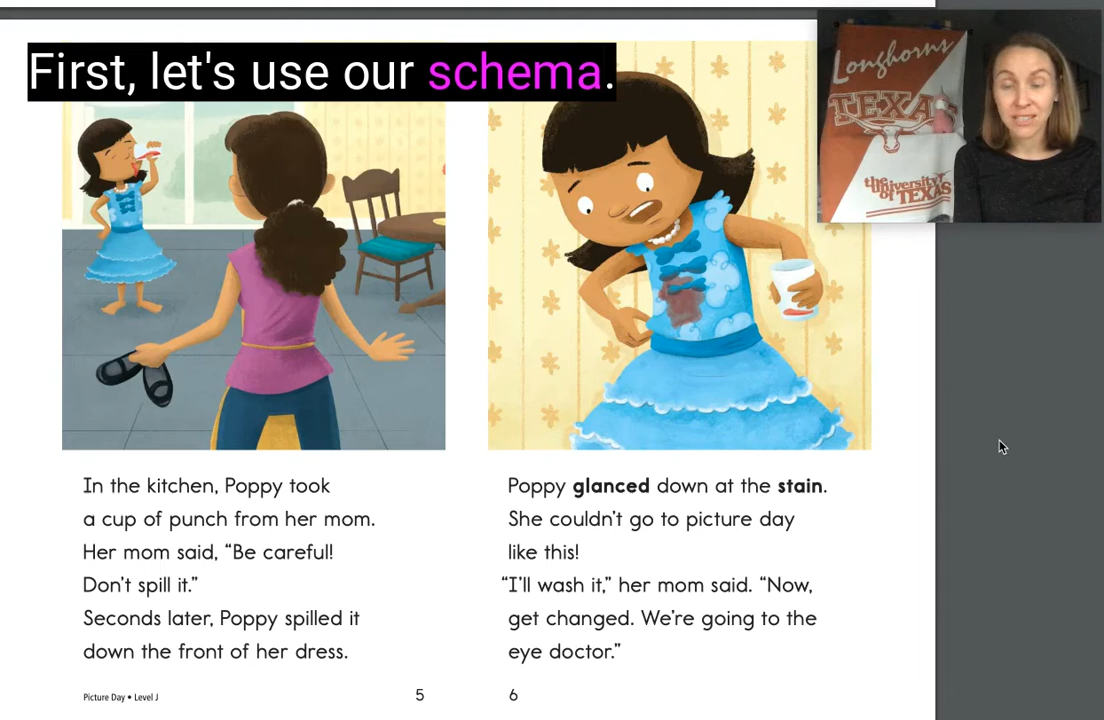 First, let's use our schema.
Longhorns
TEXAS
the University
of TEXAS
In the kitchen, Poppy took
a cup of punch from her mom.
Her mom said, “Be careful!
Don’t spill it.”
Seconds later, Poppy spilled it
down the front of her dress.
Picture Day • Level J
5
Poppy glanced down at the stain.
She couldn’t go to picture day
like this!
“I’ll wash it,” her mom said. “Now,
get changed. We’re going to the
eye doctor.”
6